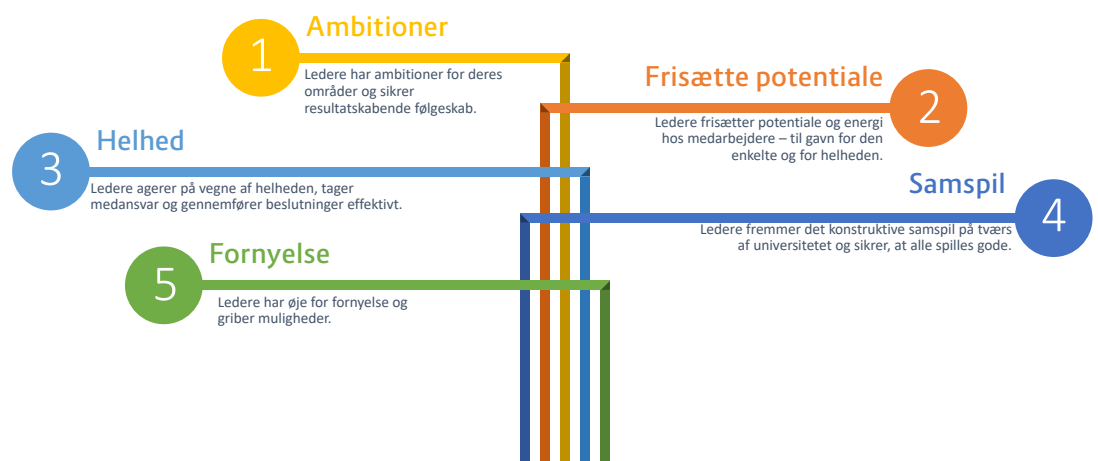 1
Ambitioner
Ledere har ambitioner for deres
områder og sikrer
resultatskabende følgeskab.
2
Frisætte potentiale
Ledere frisætter potentiale og energi
hos medarbejdere – til gavn for den
enkelte og for helheden.
3
Helhed
Ledere agerer på vegne af helheden, tager
medansvar og gennemfører beslutninger effektivt.
4
Samspil
Ledere fremmer det konstruktive samspil på tværs
af universitetet og sikrer, at alle spilles gode.
5
Fornyelse
Ledere har øje for fornyelse og
griber muligheder.